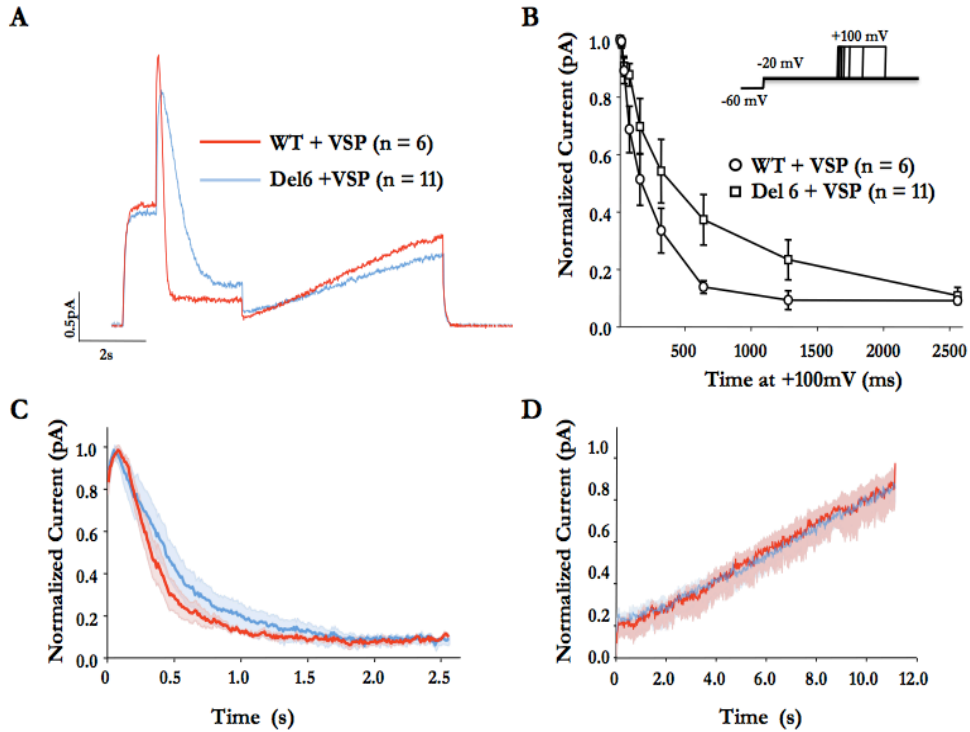 A
WT + VSP (n = 6)
Del6 +VSP (n = 11)
0.5pA
2s
B
Normalized Current (pA)
1.0
0.8
0.6
0.4
0.2
0.0
+100 mV
-20 mV
-60 mV
WT + VSP (n = 6)
Del 6 + VSP (n = 11)
500 1000 1500 2000 2500
Time at +100mV (ms)
C
Normalized Current (pA)
1.0
0.8
0.6
0.4
0.2
0.0
0 0.5 1.0 1.5 2.0 2.5
Time (s)
D
Normalized Current (pA)
1.0
0.8
0.6
0.4
0.2
0.0
0 2.0 4.0 6.0 8.0 10.0 12.0
Time (s)